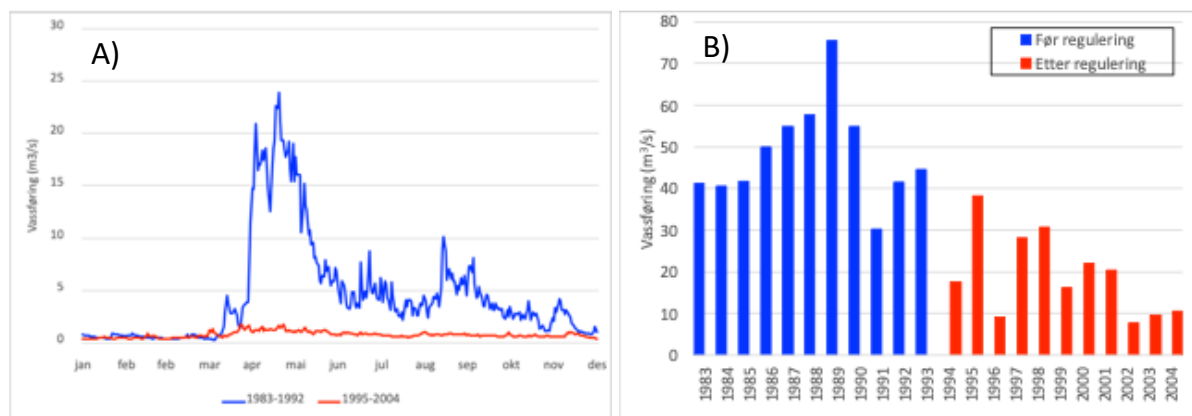 A)
Vassføring (m3/s)
30
25
20
15
10
5
0
jan feb feb mar apr mai jun jul aug sep okt nov des
1983-1992 1995-2004
B)
Før regulering
Etter regulering
Vassføring (m³/s)
80
70
60
50
40
30
20
10
0
1983 1984 1985 1986 1987 1988 1989 1990 1991 1992 1993 1994 1995 1996 1997 1998 1999 2000 2001 2002 2003 2004